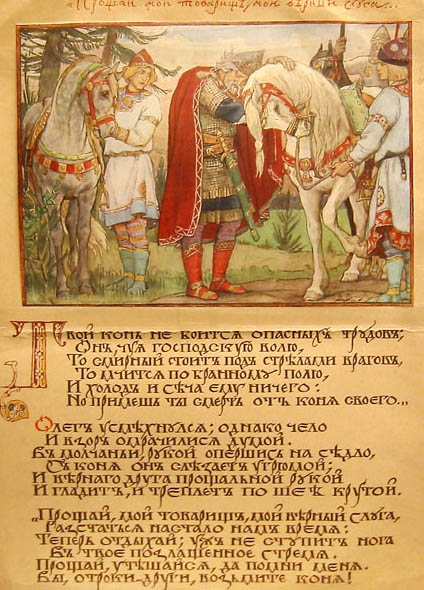 «Прощай мой товарищъ, мой вѣрный слуга...
Твой конь не боится опасныхъ трудовъ;
Онъ, чуя господскую волю,
То смирный стоитъ подъ стрѣлами враговъ,
То мчится по бранному полю,
И холодъ и сѣча ему ничего:
Но примешь ты смерть отъ коня своего...
Олегъ усмѣхнулся; однако чело
И взоръ омрачилися думой.
Въ молчаньи, рукой опершись на сѣдло,
Съ коня онъ слѣзаетъ угрюмой;
И вѣрнаго друга прощальной рукой
И гладитъ, и треплетъ по шеѣ крутой.
„Прощай, мой товарищъ, мой вѣрный слуга,
Разстаться настало намъ время:
Теперь отдыхай; ужъ не ступитъ нога
Въ твое позлащенное стремя.
Прощай, утѣшайся, да помни меня.
Вы, отроки-други, возьмите коня!